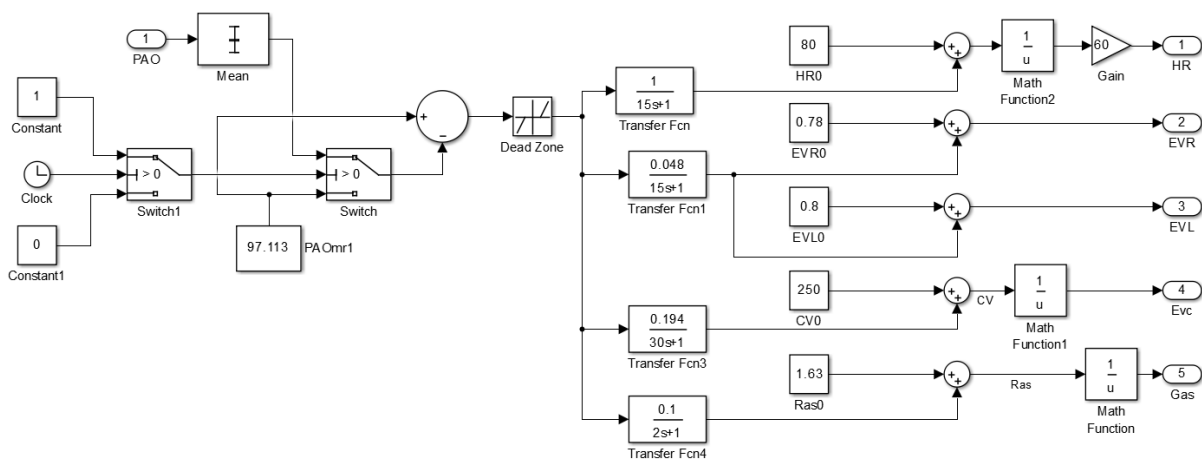 1
PAO
Mean
1
Constant
Clock
0
Constant1
> 0
Switch1
> 0
Switch
97.113
PAOmr1
+
−
Dead Zone
1
15s+1
Transfer Fcn
0.048
15s+1
Transfer Fcn1
0.194
30s+1
Transfer Fcn3
0.1
2s+1
Transfer Fcn4
80
HR0
+
+
1
u
Math
Function2
60
Gain
1
HR
0.78
EVR0
+
+
2
EVR
0.8
EVL0
+
+
3
EVL
250
CV0
+
+
CV
1
u
Math
Function1
4
Evc
1.63
Ras0
+
+
Ras
1
u
Math
Function
5
Gas